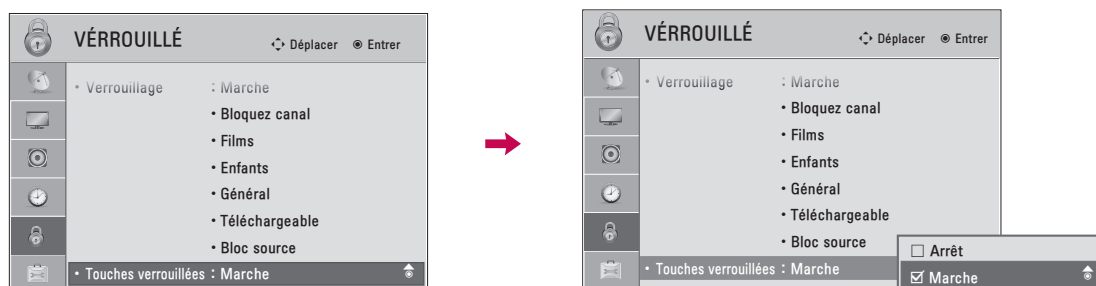 VÉRROUILLÉ Déplacer Entrer
• Verrouillage : Marche
• Bloquez canal
• Films
• Enfants
• Général
• Téléchargeable
• Bloc source
• Touches verrouillées : Marche
VÉRROUILLÉ Déplacer Entrer
• Verrouillage : Marche
• Bloquez canal
• Films
• Enfants
• Général
• Téléchargeable
• Bloc source
• Touches verrouillées : Marche
☐ Arrêt
☑ Marche